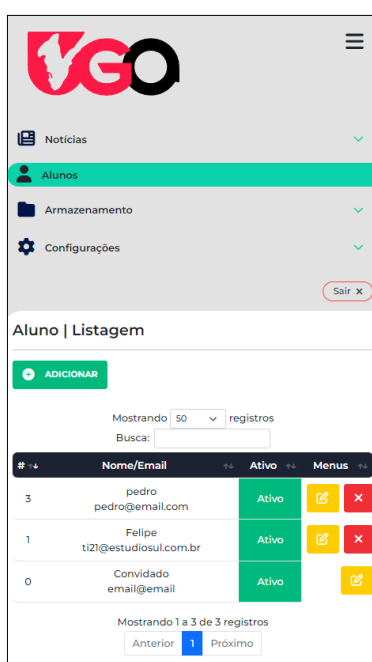 UGA
Notícias
Alunos
Armazenamento
Configurações
Sair ×
Aluno | Listagem
+ ADICIONAR
Mostrando 50 registros
Busca:
# Nome/Email Ativo Menus
3 pedro Ativo
pedro@email.com
1 Felipe Ativo
ti21@estudiosul.com.br
0 Convidado Ativo
email@email
Mostrando 1 a 3 de 3 registros
Anterior 1 Próximo